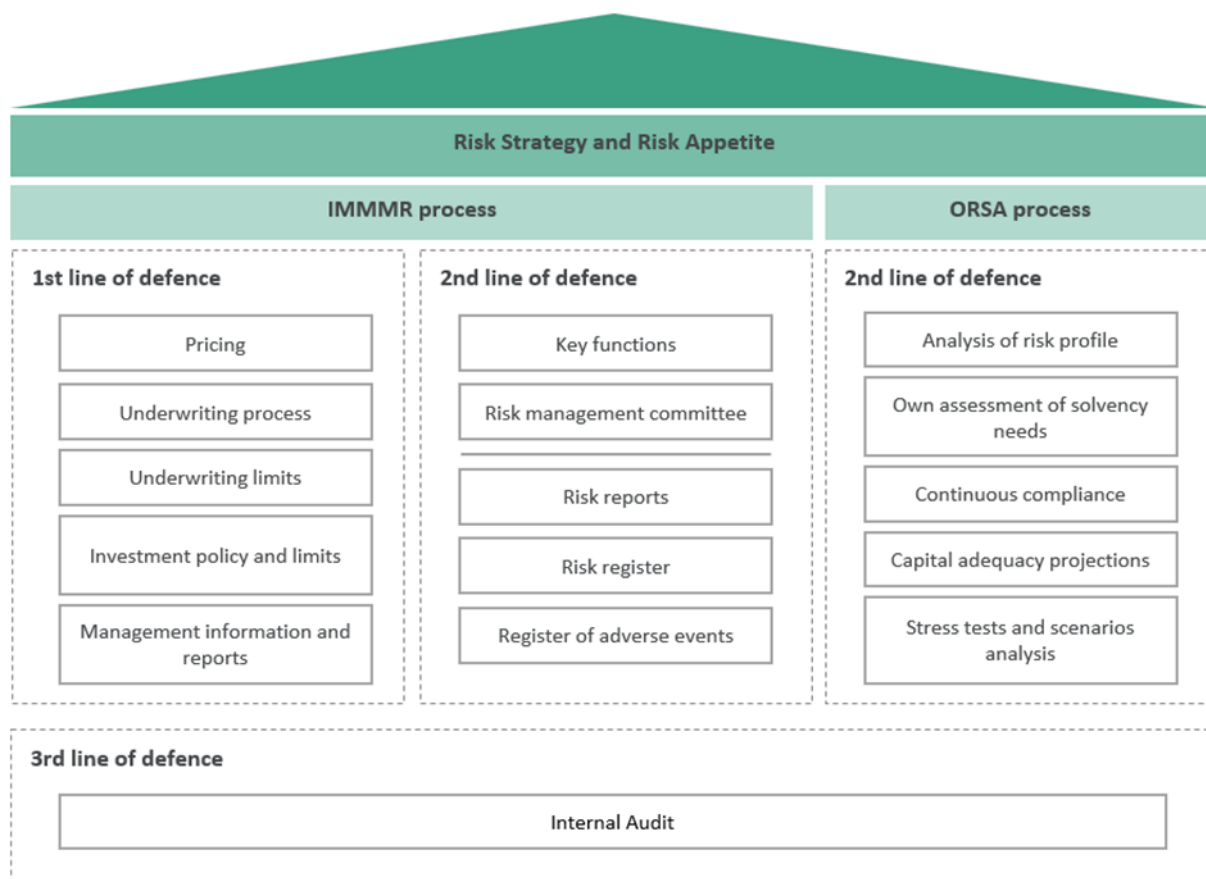 Risk Strategy and Risk Appetite
IMMMR process
ORSA process
1st line of defence
Pricing
Underwriting process
Underwriting limits
Investment policy and limits
Management information and
reports
2nd line of defence
Key functions
Risk management committee
Risk reports
Risk register
Register of adverse events
2nd line of defence
Analysis of risk profile
Own assessment of solvency
needs
Continuous compliance
Capital adequacy projections
Stress tests and scenarios
analysis
3rd line of defence
Internal Audit